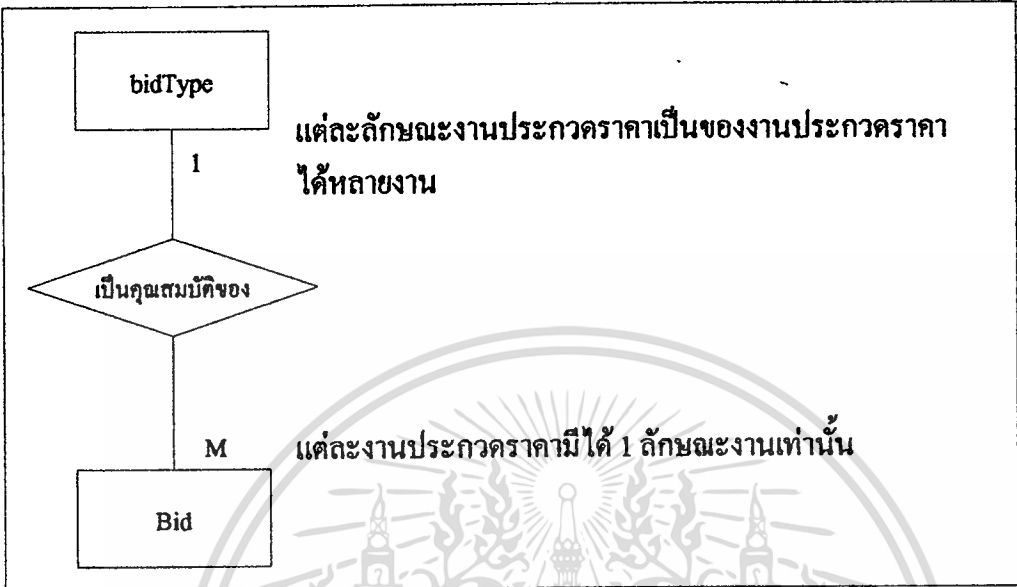 bidType
แต่ละลักษณะงานประกวดราคาเป็นของงานประกวดราคา
1
ได้หลายงาน
เป็นคุณสมบัติของ
M
แต่ละงานประกวดราคามีได้ 1 ลักษณะงานเท่านั้น
Bid